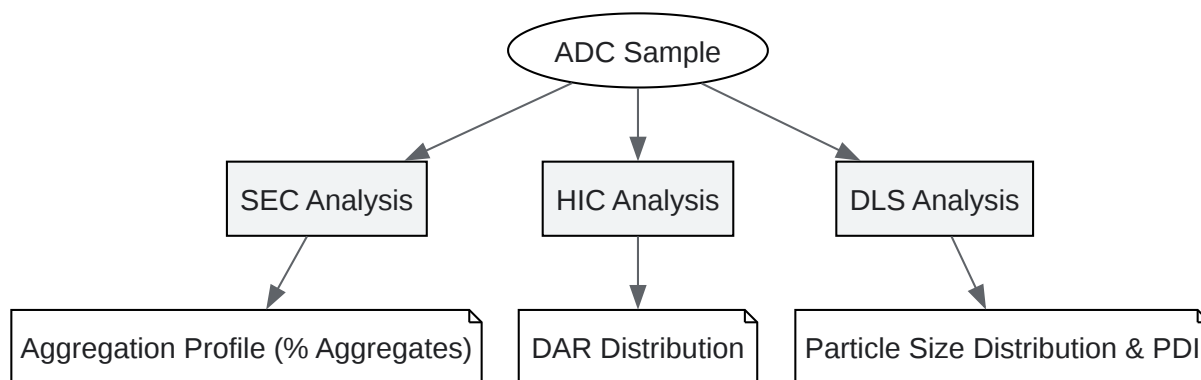 ADC Sample
SEC Analysis
HIC Analysis
DLS Analysis
Aggregation Profile (% Aggregates)
DAR Distribution
Particle Size Distribution & PDI